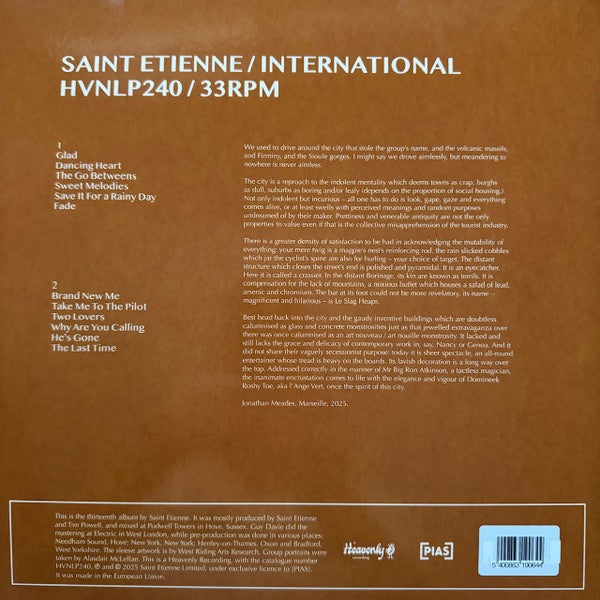 SAINT ETIENNE / INTERNATIONAL
HVNLP240 / 33RPM
1
Glad
Dancing Heart
The Go Betweens
Sweet Melodies
Save It For a Rainy Day
Fade
2
Brand New Me
Take Me To The Pilot
Two Lovers
Why Are You Calling
He's Gone
The Last Time
We used to drive around the city that stole the group's name, and the volcanic massifs,
and Firminy, and the Sioule gorges. I might say we drove aimlessly, but meandering to
nowhere is never aimless.
The city is a reproach to the indolent mentality which deems towns as crap, burghs
as dull, suburbs as boring and/or leafy (depends on the proportion of social housing.)
Not only indolent but incurious – all one has to do is look, gape, gaze and everything
comes alive, or at least swells with perceived meanings and random purposes
undreamed of by their maker. Prettiness and venerable antiquity are not the only
properties to value even if that is the collective misapprehension of the tourist industry.
There is a greater density of satisfaction to be had in acknowledging the mutability of
everything: your mere twig is a magpie's nest's reinforcing rod, the rain slicked cobbles
which jar the cyclist's spine are also for hurling – your choice of target. The distant
structure which closes the street's end is polished and pyramidal. It is an eyecatcher.
Here it is called a crassier. In the distant Borinage, its kin are known as terrils. It is
compensation for the lack of mountains, a noxious buffet which houses a salad of lead,
arsenic and chromium. The bar at its foot could not be more revelatory, its name –
magnificent and hilarious – is Le Slag Heaps.
Best head back into the city and the gaudy inventive buildings which are doubtless
calumnised as glass and concrete monstrosities just as that jewelled extravaganza over
there was once calumnised as an art nouveau / art nouille monstrosity. It lacked and
still lacks the grace and delicacy of contemporary work in, say, Nancy or Genoa. And it
did not share their vaguely secessionist purpose: today it is sheer spectacle, an all-round
entertainer whose tread is heavy on the boards. Its lavish decoration is a long way over
the top. Addressed correctly in the manner of Mr Big Ron Atkinson, a tactless magician,
the inanimate encrustation comes to life with the elegance and vigour of Domineek
Roshy Toe, aka l'Ange Vert, once the spirit of this city.
Jonathan Meades, Marseille, 2025.
This is the thirteenth album by Saint Etienne. It was mostly produced by Saint Etienne
and Tim Powell, and mixed at Podwell Towers in Hove, Sussex. Guy Davie did the
mastering at Electric in West London, while pre-production was done in various places:
Needham Sound, Hove; New York, New York; Henley-on-Thames, Oxon and Bradford,
West Yorkshire. The sleeve artwork is by West Riding Arts Research. Group portraits were
taken by Alasdair McLellan. This is a Heavenly Recording, with the catalogue number
HVNLP240, ℗ and © 2025 Saint Etienne Limited, under exclusive licence to [PIAS].
It was made in the European Union.
Heavenly
recordings
[PIAS]
5 400863 190644